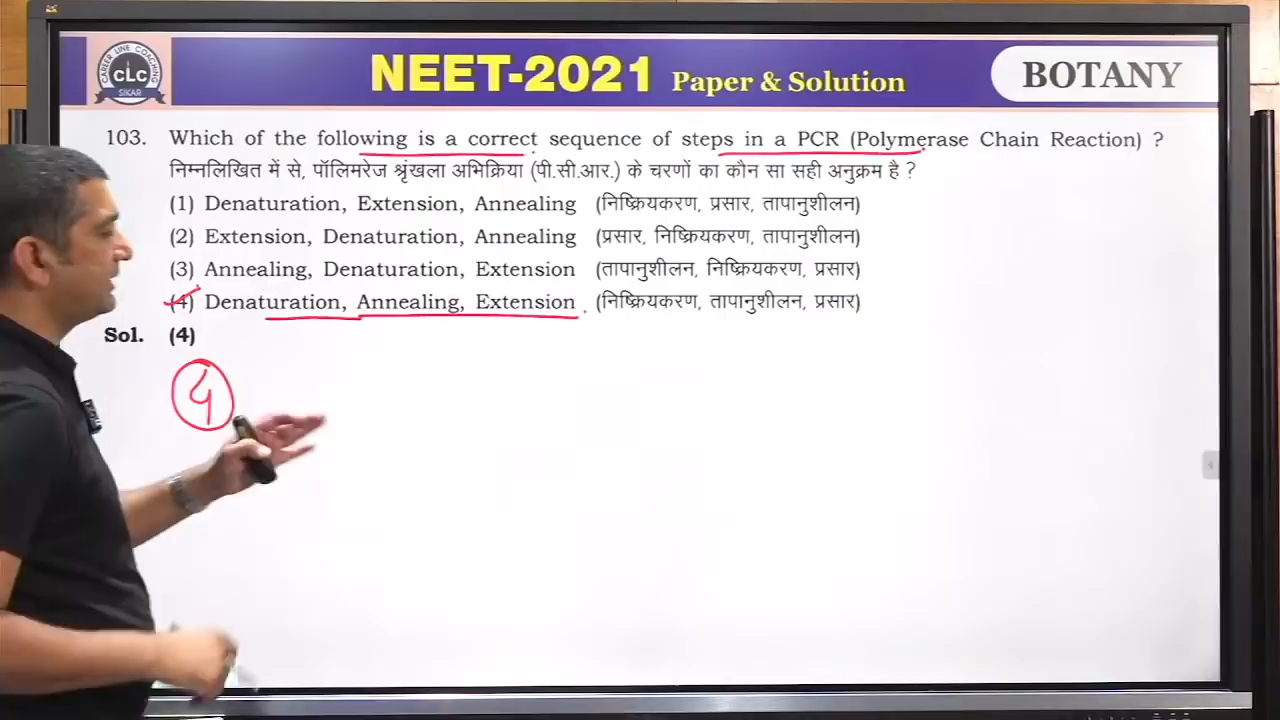 CAREER LINE COACHING
CLC
SIKAR
NEET-2021 Paper & Solution
BOTANY
103. Which of the following is a correct sequence of steps in a PCR (Polymerase Chain Reaction) ?
निम्नलिखित में से, पॉलिमरेज श्रृंखला अभिक्रिया (पी.सी.आर.) के चरणों का कौन सा सही अनुक्रम है ?
(1) Denaturation, Extension, Annealing (निष्क्रियकरण, प्रसार, तापानुशीलन)
(2) Extension, Denaturation, Annealing (प्रसार, निष्क्रियकरण, तापानुशीलन)
(3) Annealing, Denaturation, Extension (तापानुशीलन, निष्क्रियकरण, प्रसार)
(4) Denaturation, Annealing, Extension (निष्क्रियकरण, तापानुशीलन, प्रसार)
Sol. (4)
4